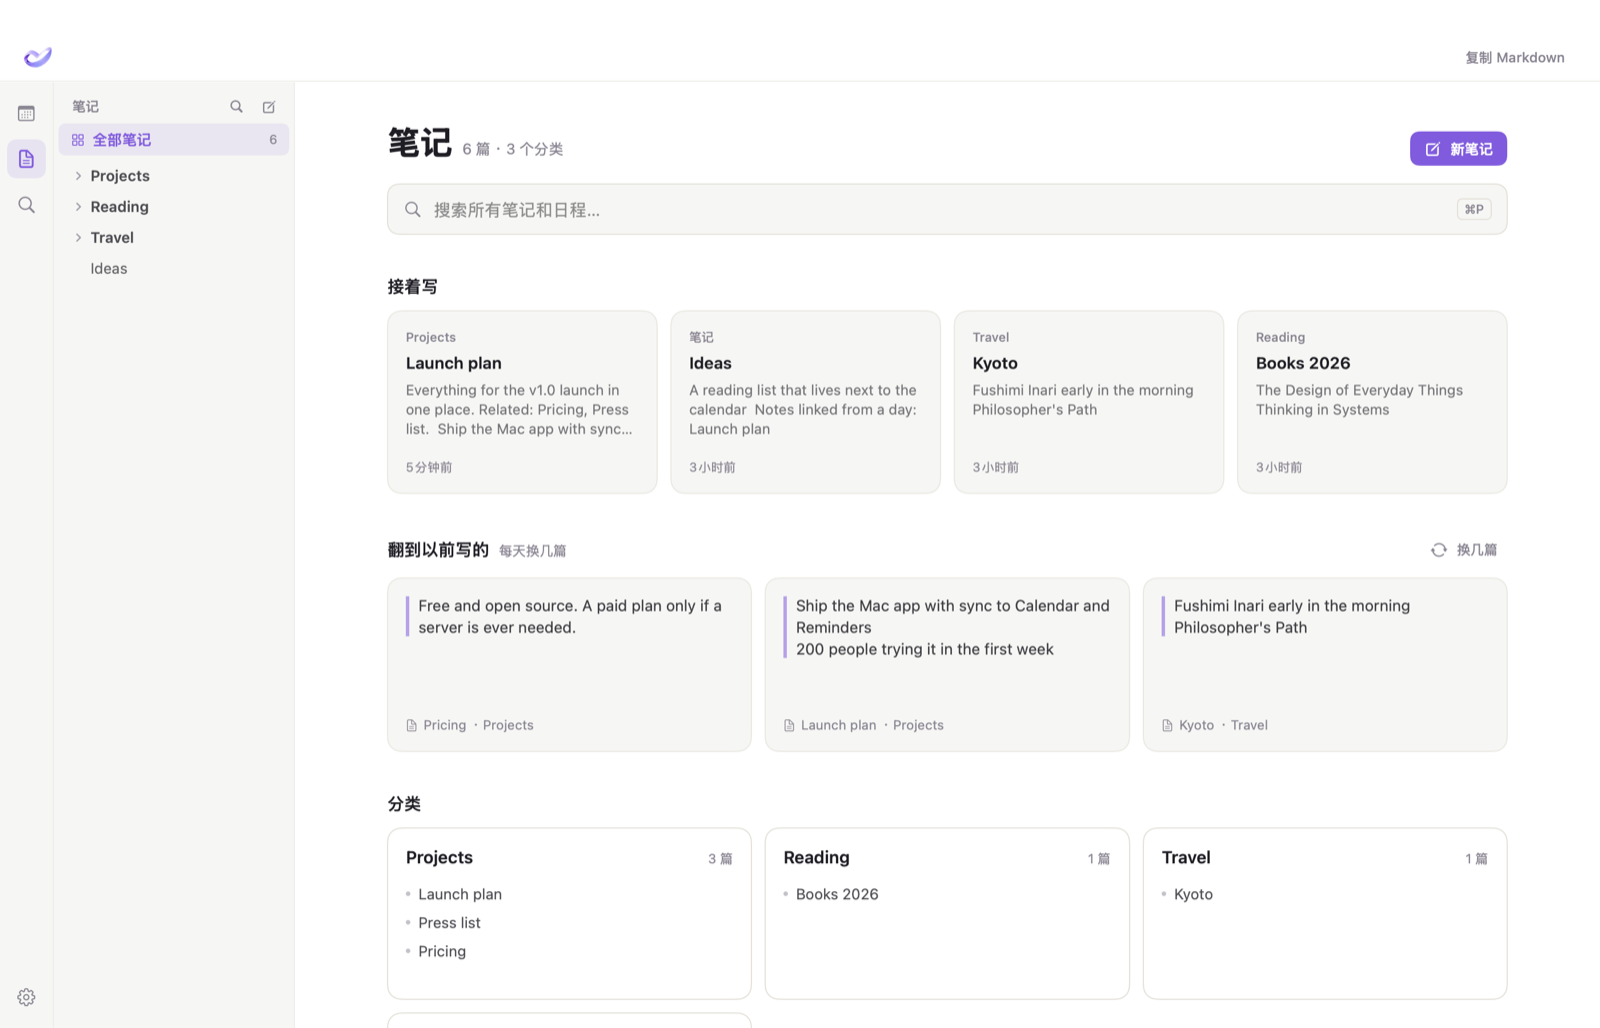 复制 Markdown
笔记
全部笔记 6
Projects
Reading
Travel
Ideas
笔记 6 篇 · 3 个分类
新笔记
搜索所有笔记和日程...
⌘P
接着写
Projects
Launch plan
Everything for the v1.0 launch in
one place. Related: Pricing, Press
list. Ship the Mac app with sync...
5分钟前
笔记
Ideas
A reading list that lives next to the
calendar Notes linked from a day:
Launch plan
3小时前
Travel
Kyoto
Fushimi Inari early in the morning
Philosopher's Path
3小时前
Reading
Books 2026
The Design of Everyday Things
Thinking in Systems
3小时前
翻到以前写的 每天换几篇
换几篇
Free and open source. A paid plan only if a
server is ever needed.
Pricing · Projects
Ship the Mac app with sync to Calendar and
Reminders
200 people trying it in the first week
Launch plan · Projects
Fushimi Inari early in the morning
Philosopher's Path
Kyoto · Travel
分类
Projects 3 篇
Launch plan
Press list
Pricing
Reading 1 篇
Books 2026
Travel 1 篇
Kyoto